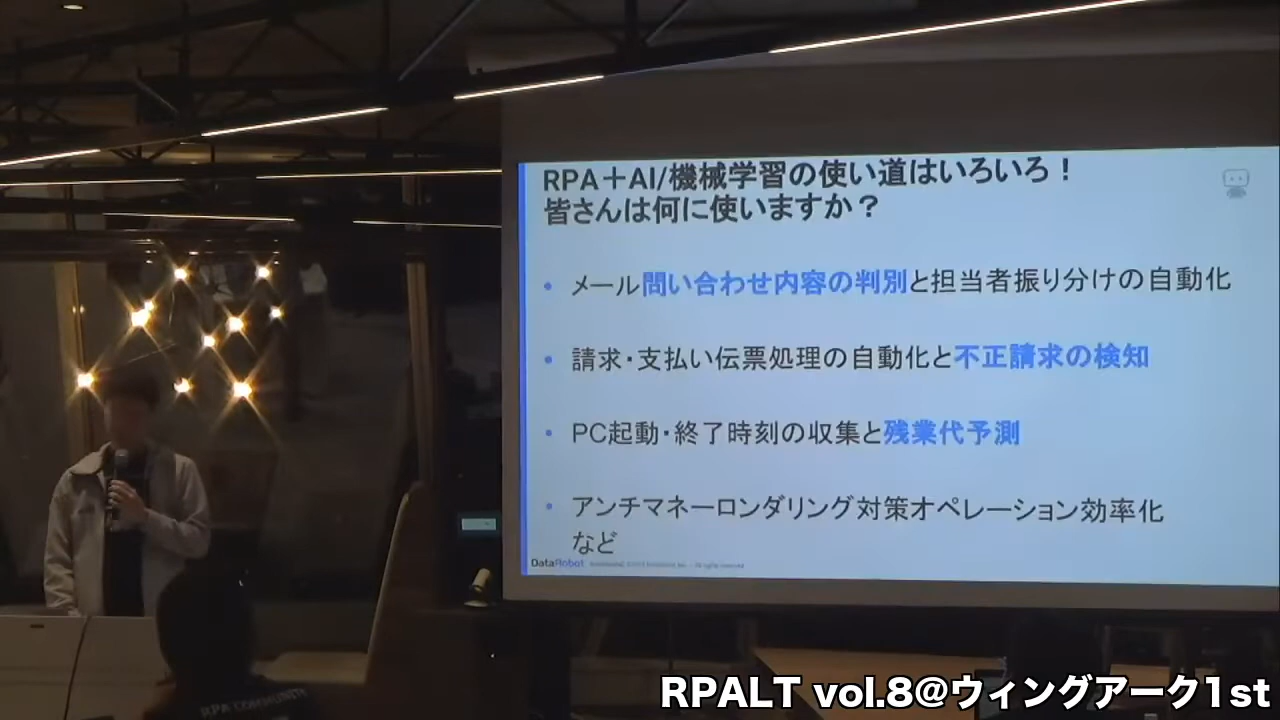 RPA＋AI/機械学習の使い道はいろいろ！
皆さんは何に使いますか？
• メール問い合わせ内容の判別と担当者振り分けの自動化
• 請求・支払い伝票処理の自動化と不正請求の検知
• PC起動・終了時刻の収集と残業代予測
• アンチマネーロンダリング対策オペレーション効率化
など
DataRobot
RPA COMMUNITY
RPALT vol.8@ウィングアーク1st